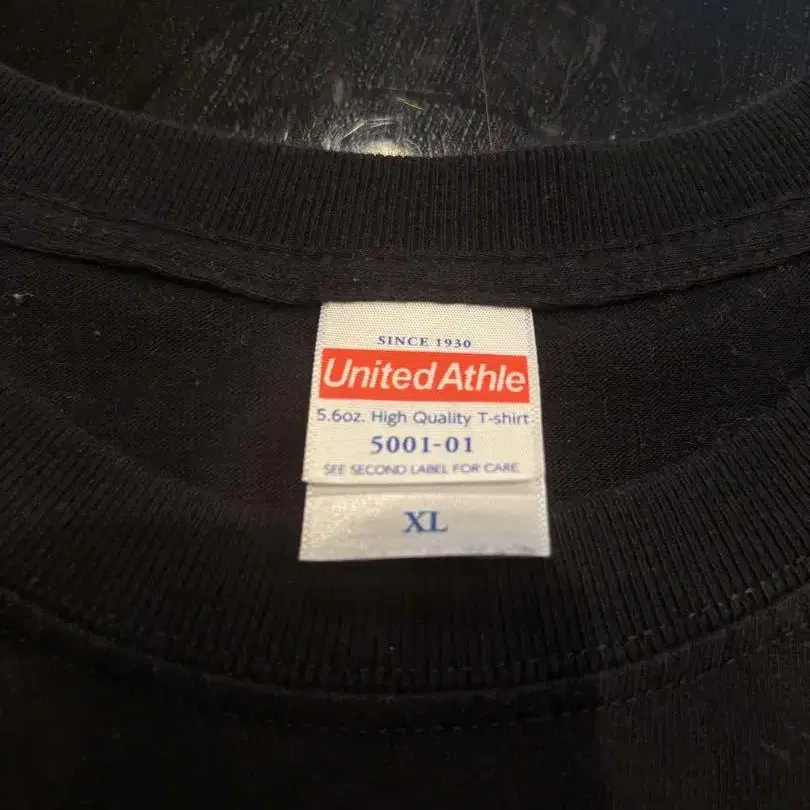 SINCE 1930
United Athle
5.6oz. High Quality T-shirt
5001-01
SEE SECOND LABEL FOR CARE
XL